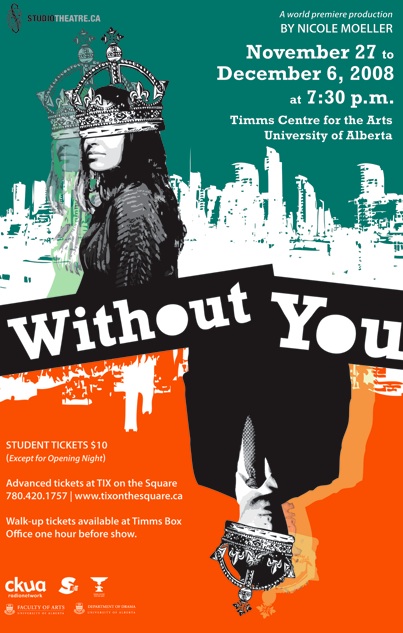 STUDIOTHEATRE.CA
A world premiere production
BY NICOLE MOELLER
November 27 to
December 6, 2008
at 7:30 p.m.
Timms Centre for the Arts
University of Alberta
Without You
STUDENT TICKETS $10
(Except for Opening Night)
Advanced tickets at TIX on the Square
780.420.1757 | www.tixonthesquare.ca
Walk-up tickets available at Timms Box
Office one hour before show.
ckua
radionetwork
FACULTY OF ARTS
DEPARTMENT OF DRAMA